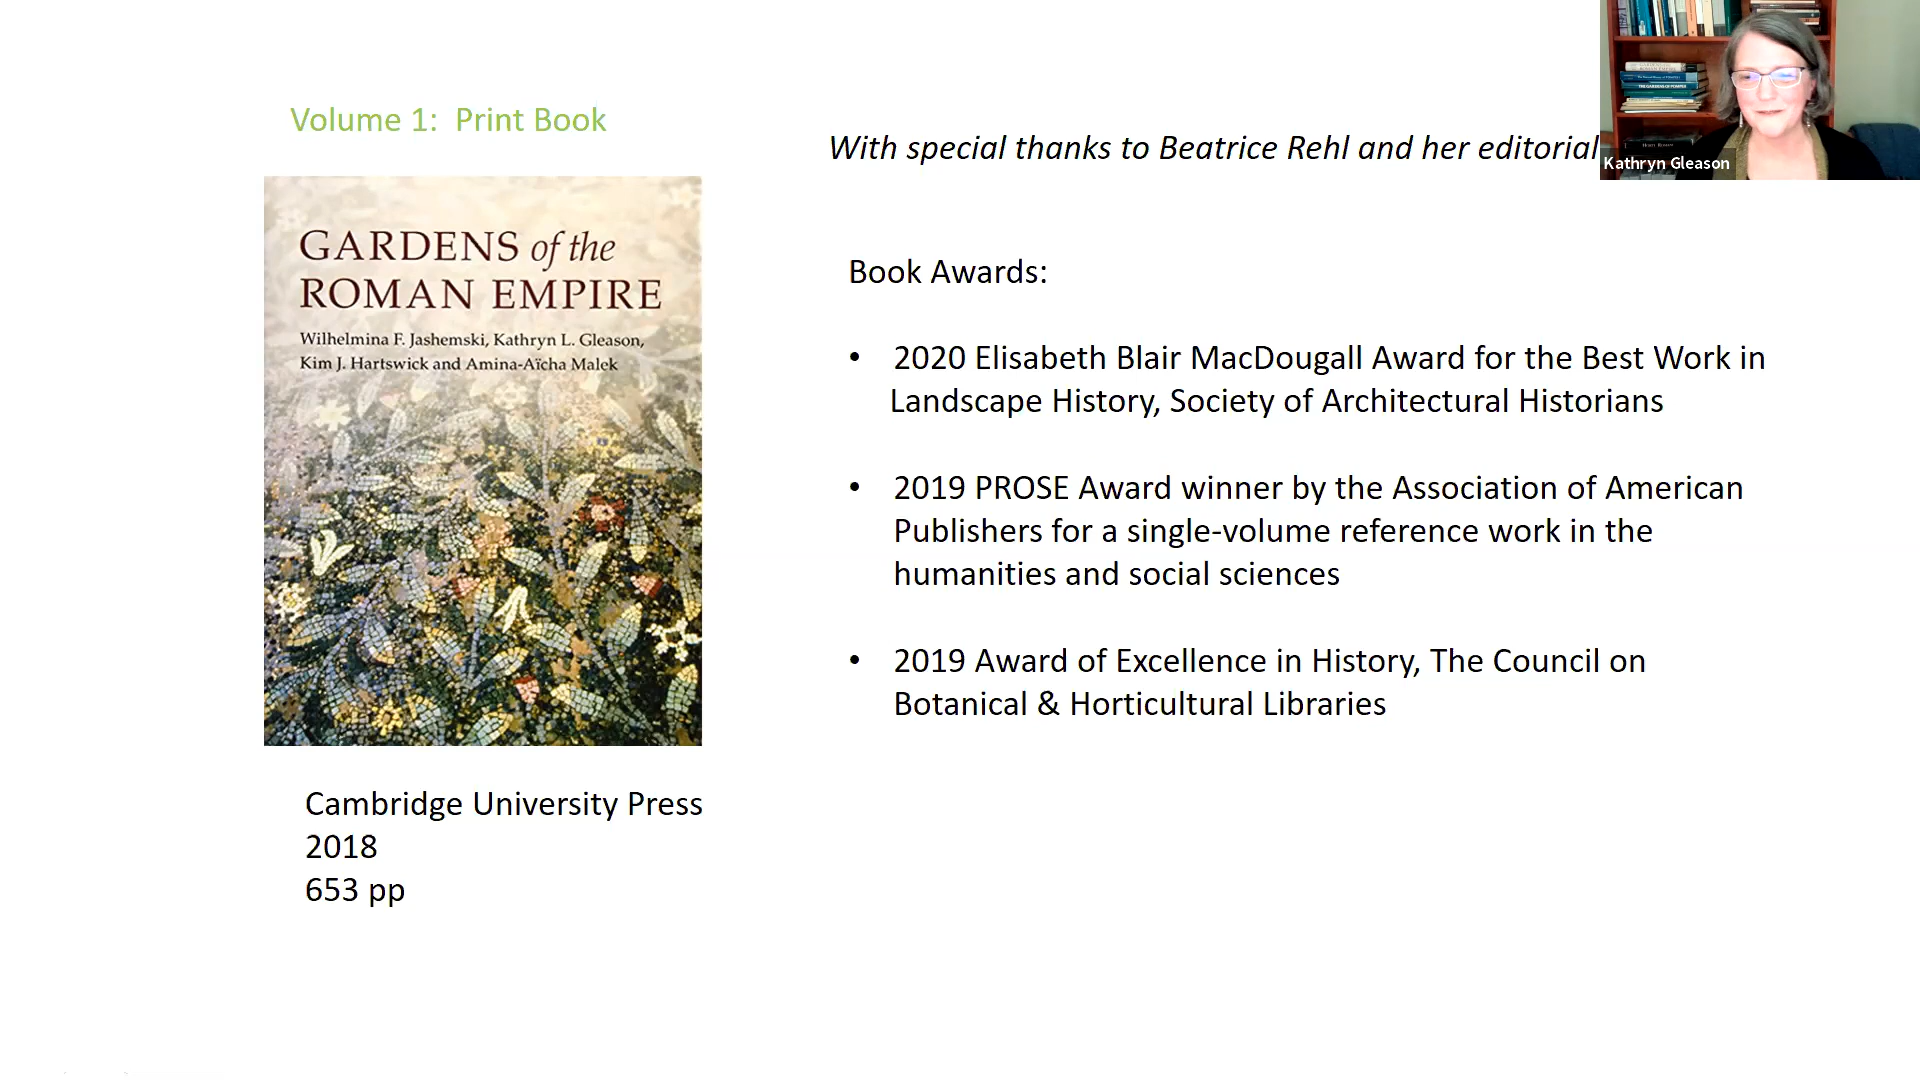 Volume 1: Print Book
GARDENS of the
ROMAN EMPIRE
Wilhelmina F. Jashemski, Kathryn L. Gleason,
Kim J. Hartswick and Amina-Aïcha Malek
Cambridge University Press
2018
653 pp
With special thanks to Beatrice Rehl and her editorial
Book Awards:
• 2020 Elisabeth Blair MacDougall Award for the Best Work in
Landscape History, Society of Architectural Historians
• 2019 PROSE Award winner by the Association of American
Publishers for a single-volume reference work in the
humanities and social sciences
• 2019 Award of Excellence in History, The Council on
Botanical & Horticultural Libraries
Kathryn Gleason